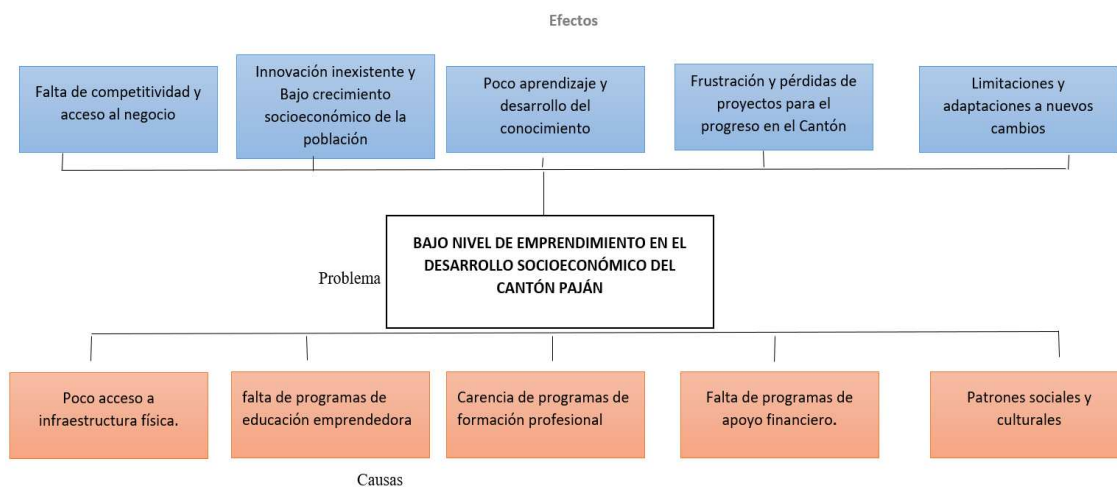 Efectos
Falta de competitividad y
acceso al negocio
Innovación inexistente y
Bajo crecimiento
socioeconómico de la
población
Poco aprendizaje y
desarrollo del
conocimiento
Frustración y pérdidas de
proyectos para el
progreso en el Cantón
Limitaciones y
adaptaciones a nuevos
cambios
Problema
BAJO NIVEL DE EMPRENDIMIENTO EN EL
DESARROLLO SOCIOECONÓMICO DEL
CANTÓN PAJÁN
Poco acceso a
infraestructura física.
falta de programas de
educación emprendedora
Carencia de programas de
formación profesional
Falta de programas de
apoyo financiero.
Patrones sociales y
culturales
Causas